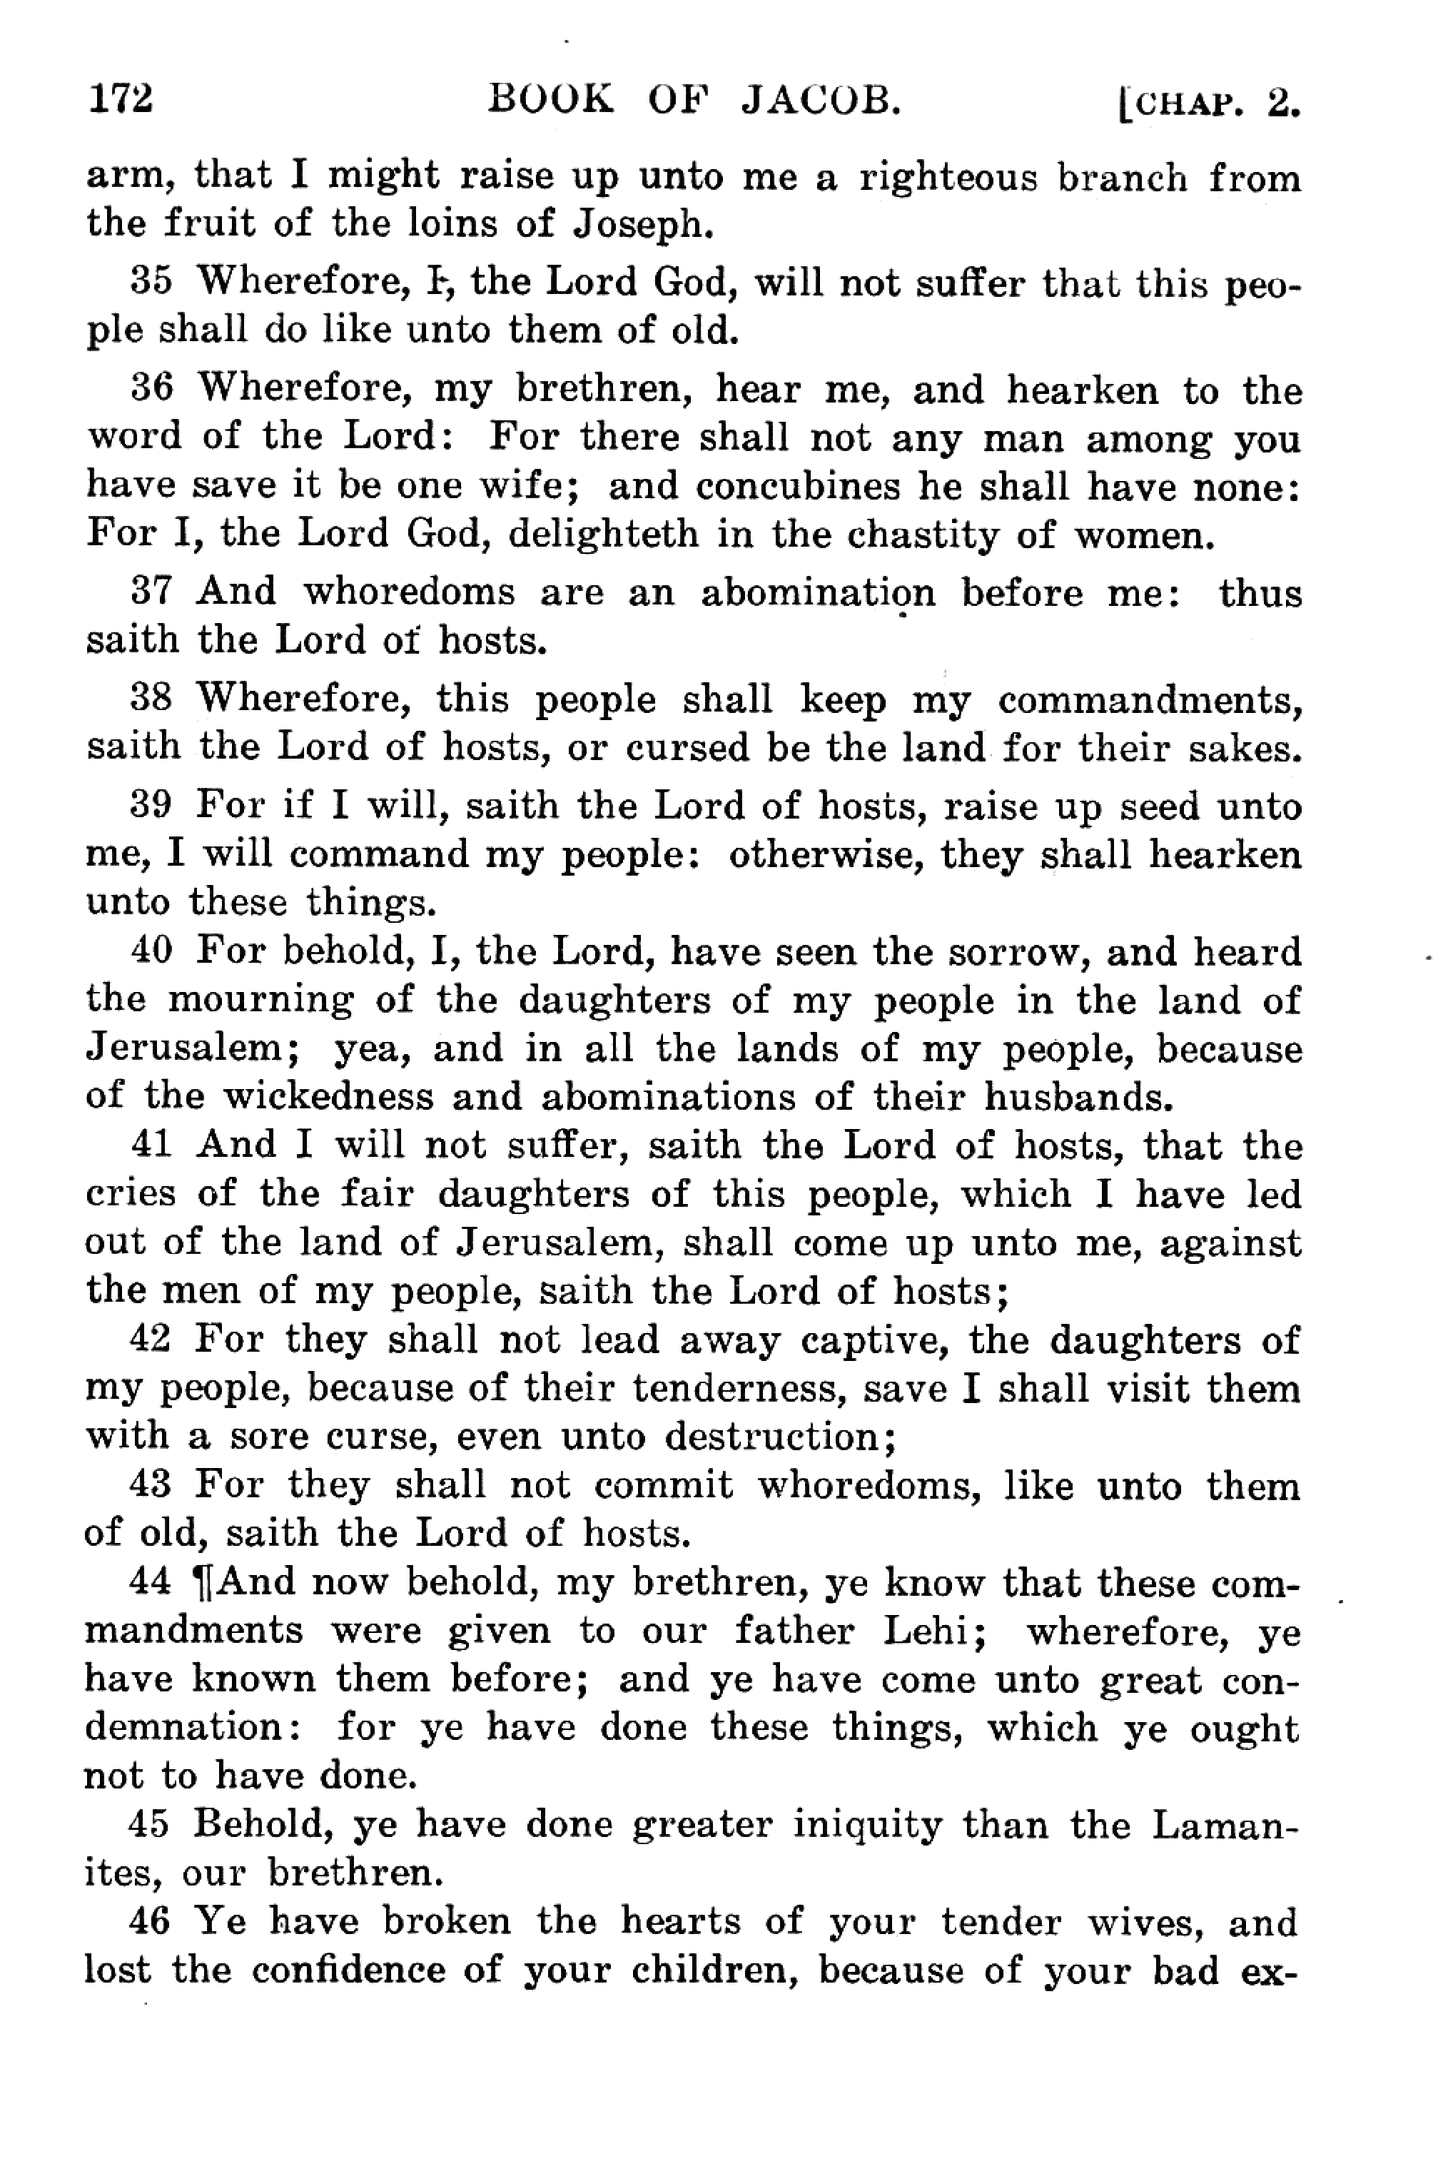 172 BOOK OF JACOB. [CHAP. 2.
arm, that I might raise up unto me a righteous branch from
the fruit of the loins of Joseph.
35 Wherefore, I, the Lord God, will not suffer that this peo-
ple shall do like unto them of old.
36 Wherefore, my brethren, hear me, and hearken to the
word of the Lord: For there shall not any man among you
have save it be one wife; and concubines he shall have none:
For I, the Lord God, delighteth in the chastity of women.
37 And whoredoms are an abomination before me: thus
saith the Lord of hosts.
38 Wherefore, this people shall keep my commandments,
saith the Lord of hosts, or cursed be the land for their sakes.
39 For if I will, saith the Lord of hosts, raise up seed unto
me, I will command my people: otherwise, they shall hearken
unto these things.
40 For behold, I, the Lord, have seen the sorrow, and heard
the mourning of the daughters of my people in the land of
Jerusalem; yea, and in all the lands of my people, because
of the wickedness and abominations of their husbands.
41 And I will not suffer, saith the Lord of hosts, that the
cries of the fair daughters of this people, which I have led
out of the land of Jerusalem, shall come up unto me, against
the men of my people, saith the Lord of hosts;
42 For they shall not lead away captive, the daughters of
my people, because of their tenderness, save I shall visit them
with a sore curse, even unto destruction;
43 For they shall not commit whoredoms, like unto them
of old, saith the Lord of hosts.
44 ¶And now behold, my brethren, ye know that these com-
mandments were given to our father Lehi; wherefore, ye
have known them before; and ye have come unto great con-
demnation: for ye have done these things, which ye ought
not to have done.
45 Behold, ye have done greater iniquity than the Laman-
ites, our brethren.
46 Ye have broken the hearts of your tender wives, and
lost the confidence of your children, because of your bad ex-